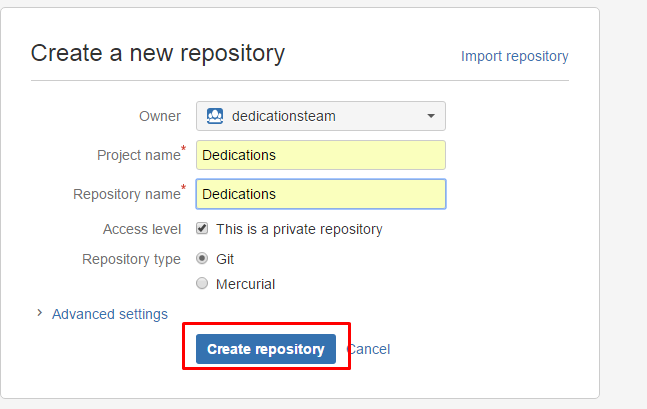 Create a new repository
Import repository
Owner dedicationsteam
Project name* Dedications
Repository name* Dedications
Access level This is a private repository
Repository type Git
Mercurial
Advanced settings
Create repository Cancel